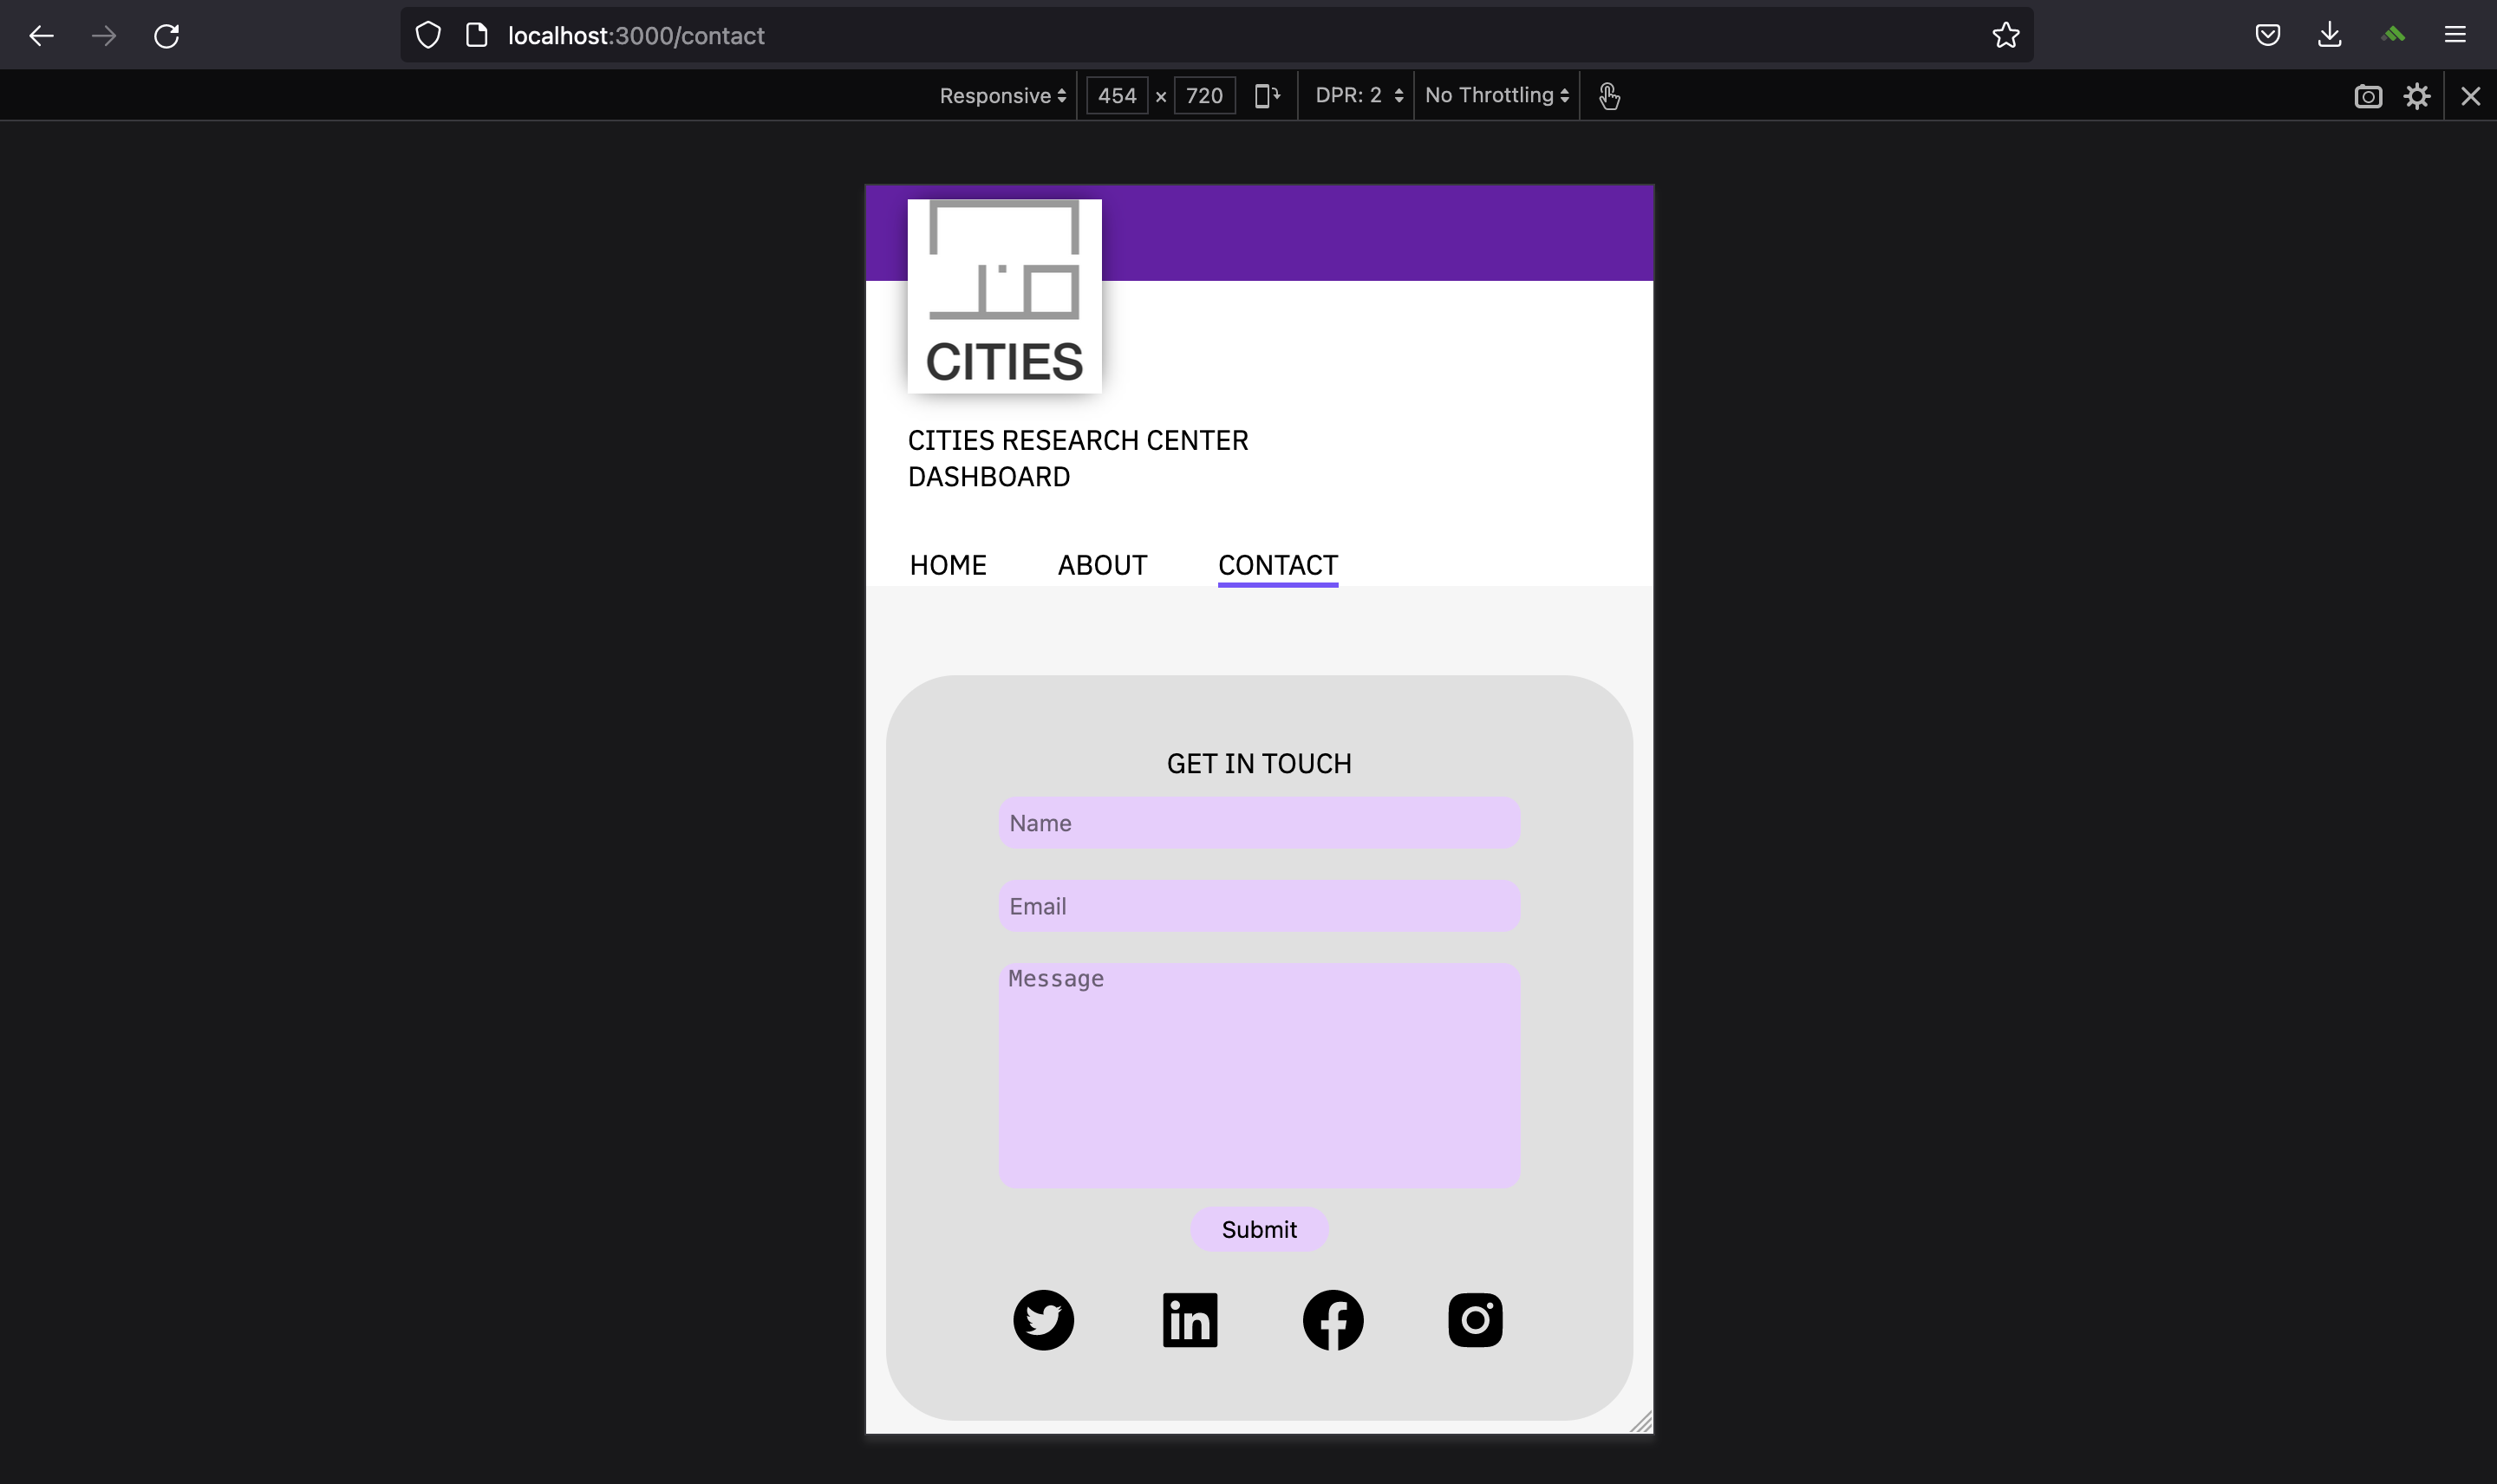 localhost:3000/contact
Responsive 454 × 720 DPR: 2 No Throttling
CITIES
CITIES RESEARCH CENTER
DASHBOARD
HOME ABOUT CONTACT
GET IN TOUCH
Name
Email
Message
Submit
in